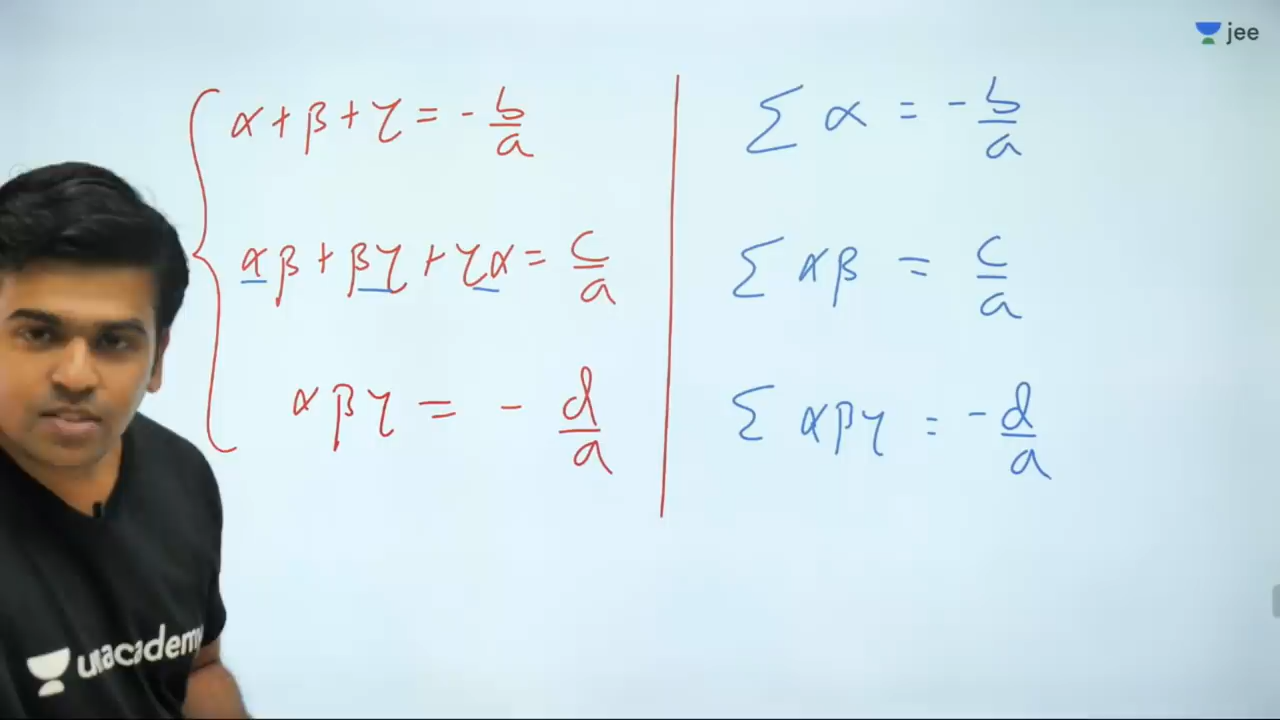 jee
α + β + γ = - b/a
αβ + βγ + γα = c/a
αβγ = - d/a
∑ α = - b/a
∑ αβ = c/a
∑ αβγ = - d/a
unacademy